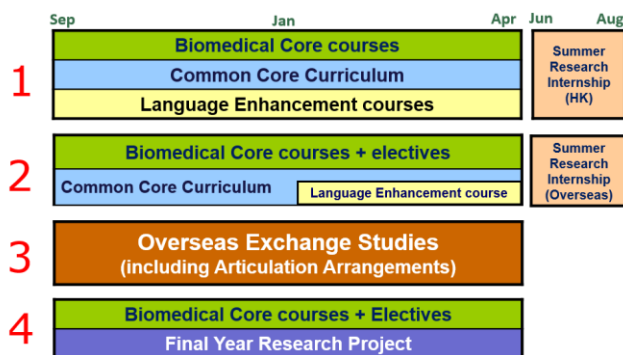 Sep Jan Apr Jun Aug
1
Biomedical Core courses
Common Core Curriculum
Language Enhancement courses
Summer
Research
Internship
(HK)
2
Biomedical Core courses + electives
Common Core Curriculum
Language Enhancement course
Summer
Research
Internship
(Overseas)
3
Overseas Exchange Studies
(including Articulation Arrangements)
4
Biomedical Core courses + Electives
Final Year Research Project